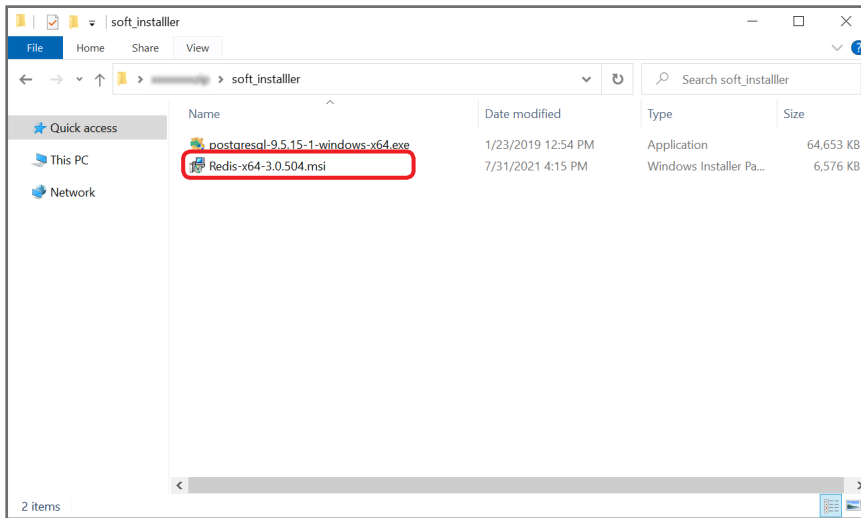 soft_installler
File Home Share View
soft_installler Search soft_installler
Name Date modified Type Size
Quick access
postgresql-9.5.15-1-windows-x64.exe 1/23/2019 12:54 PM Application 64,653 KB
This PC
Redis-x64-3.0.504.msi 7/31/2021 4:15 PM Windows Installer Pa... 6,576 KB
Network
2 items